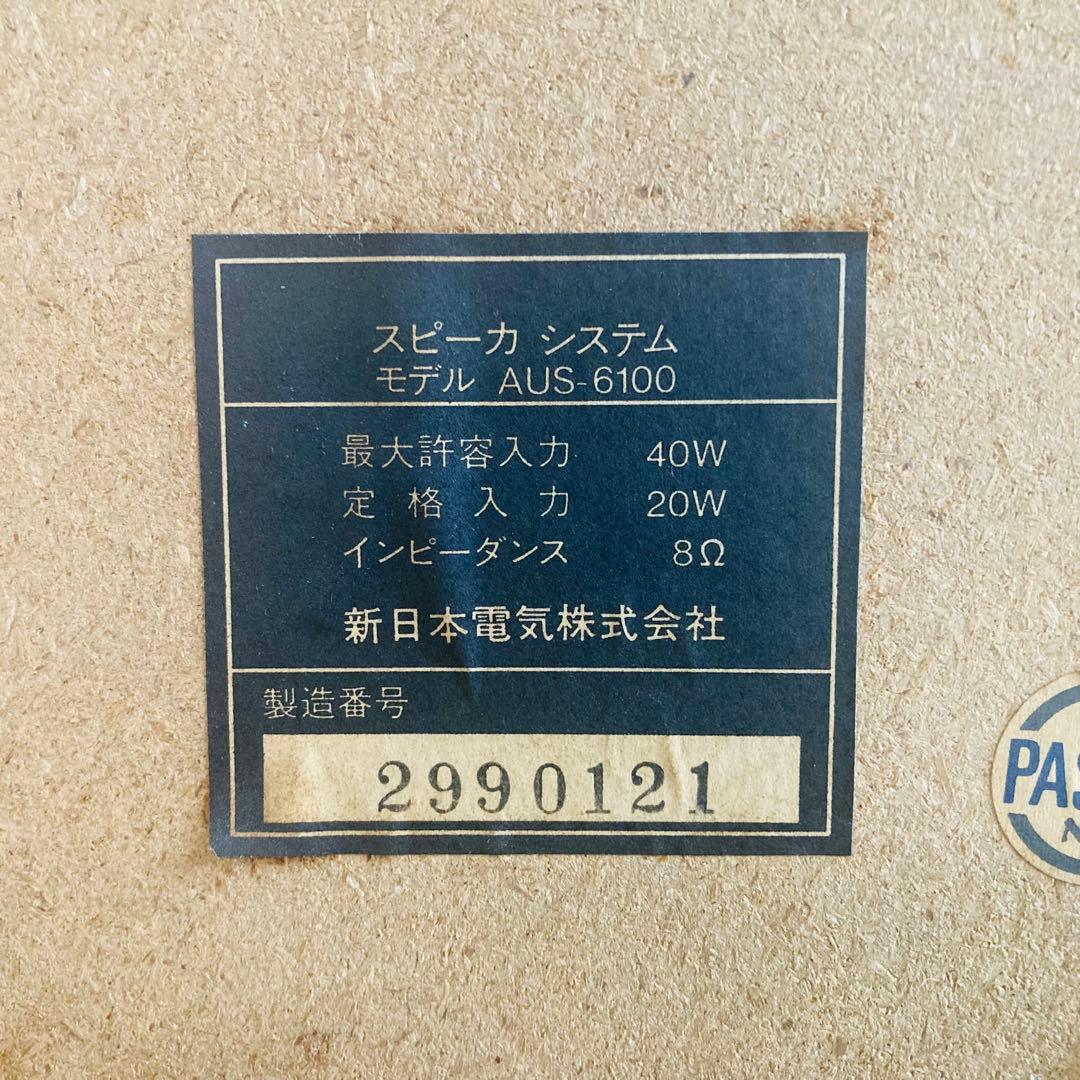 スピーカ システム
モデル AUS-6100
最大許容入力 40W
定格入力 20W
インピーダンス 8Ω
新日本電気株式会社
製造番号
2990121
PAS